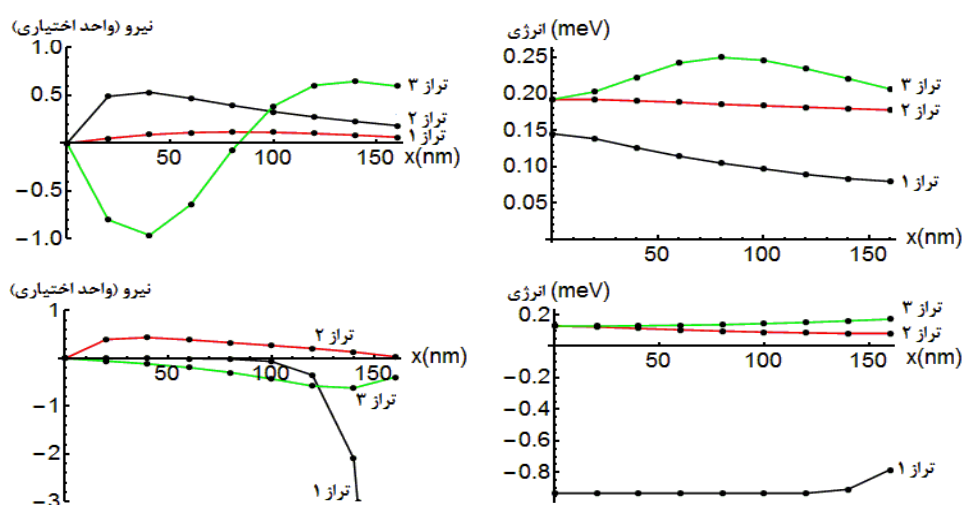 نیرو (واحد اختیاری)
1.0
0.5
−0.5
−1.0
50
100
150
x(nm)
تراز ۳
تراز ۲
تراز ۱
انرژی (meV)
0.25
0.20
0.15
0.10
0.05
50
100
150
x(nm)
تراز ۳
تراز ۲
تراز ۱
نیرو (واحد اختیاری)
1
−1
−2
−3
50
100
150
x(nm)
تراز ۲
تراز ۳
تراز ۱
انرژی (meV)
0.2
−0.2
−0.4
−0.6
−0.8
50
100
150
x(nm)
تراز ۳
تراز ۲
تراز ۱